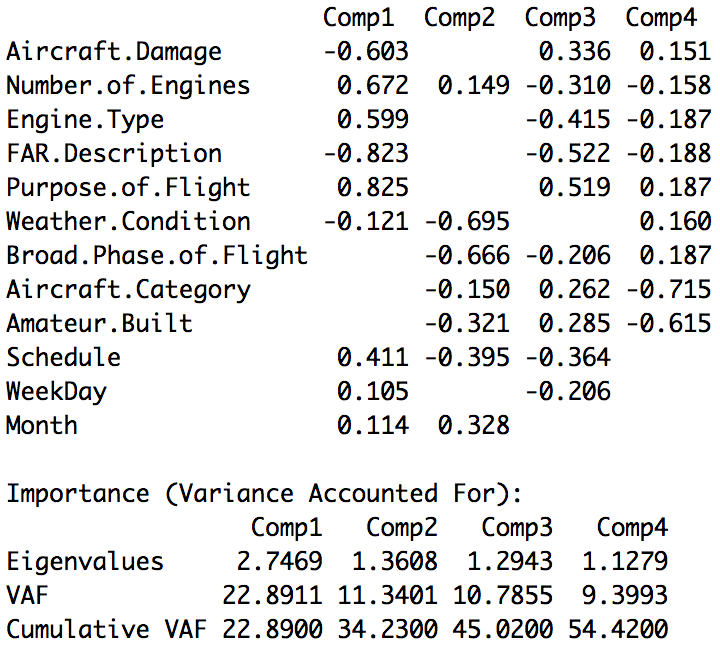 Comp1  Comp2  Comp3  Comp4
Aircraft.Damage       -0.603         0.336  0.151
Number.of.Engines      0.672  0.149 -0.310 -0.158
Engine.Type            0.599        -0.415 -0.187
FAR.Description       -0.823        -0.522 -0.188
Purpose.of.Flight      0.825         0.519  0.187
Weather.Condition     -0.121 -0.695         0.160
Broad.Phase.of.Flight        -0.666 -0.206  0.187
Aircraft.Category            -0.150  0.262 -0.715
Amateur.Built                -0.321  0.285 -0.615
Schedule               0.411 -0.395 -0.364
WeekDay                0.105        -0.206
Month                  0.114  0.328

Importance (Variance Accounted For):
                 Comp1   Comp2   Comp3   Comp4
Eigenvalues     2.7469  1.3608  1.2943  1.1279
VAF            22.8911 11.3401 10.7855  9.3993
Cumulative VAF 22.8900 34.2300 45.0200 54.4200